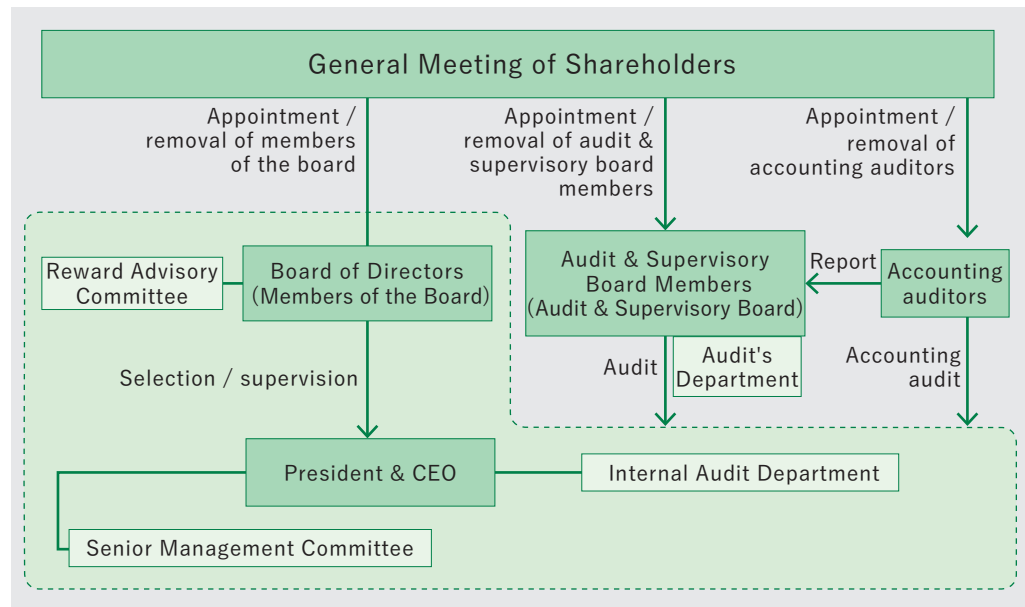 General Meeting of Shareholders
Appointment /
removal of members
of the board
Appointment /
removal of audit &
supervisory board
members
Appointment /
removal of
accounting auditors
Reward Advisory
Committee
Board of Directors
(Members of the Board)
Audit & Supervisory
Board Members
(Audit & Supervisory Board)
Report
Accounting
auditors
Selection / supervision
Audit
Audit's
Department
Accounting
audit
President & CEO
Internal Audit Department
Senior Management Committee